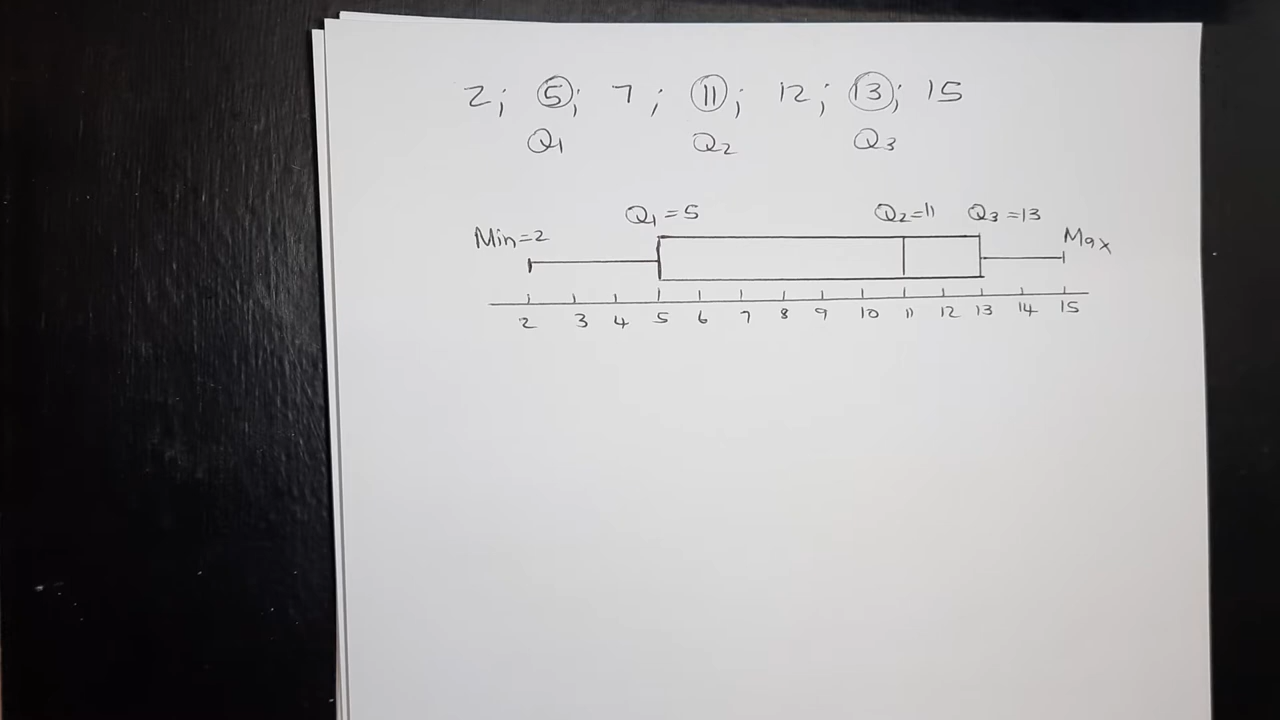 2; 5; 7; 11; 12; 13; 15
Q1 Q2 Q3
Q1=5 Q2=11 Q3=13
Min=2 Max
2 3 4 5 6 7 8 9 10 11 12 13 14 15